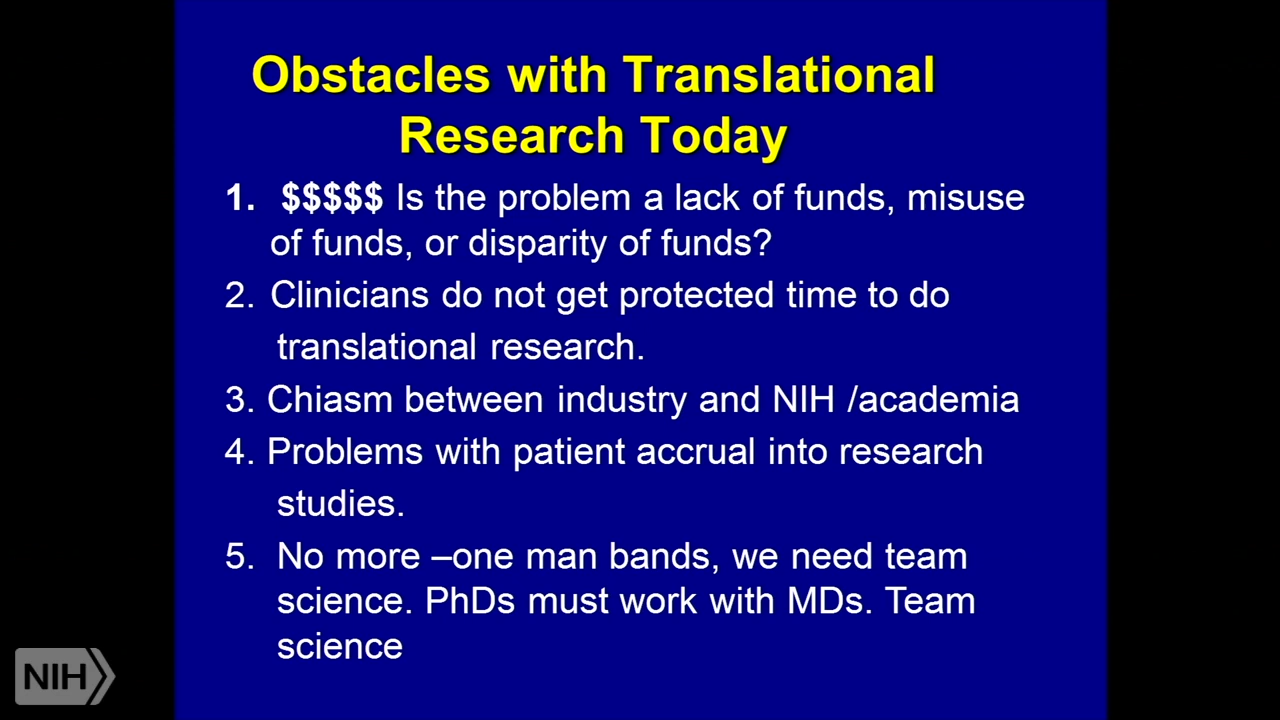 Obstacles with Translational
Research Today
1. $$$$$ Is the problem a lack of funds, misuse
of funds, or disparity of funds?
2. Clinicians do not get protected time to do
translational research.
3. Chiasm between industry and NIH /academia
4. Problems with patient accrual into research
studies.
5. No more –one man bands, we need team
science. PhDs must work with MDs. Team
science
NIH